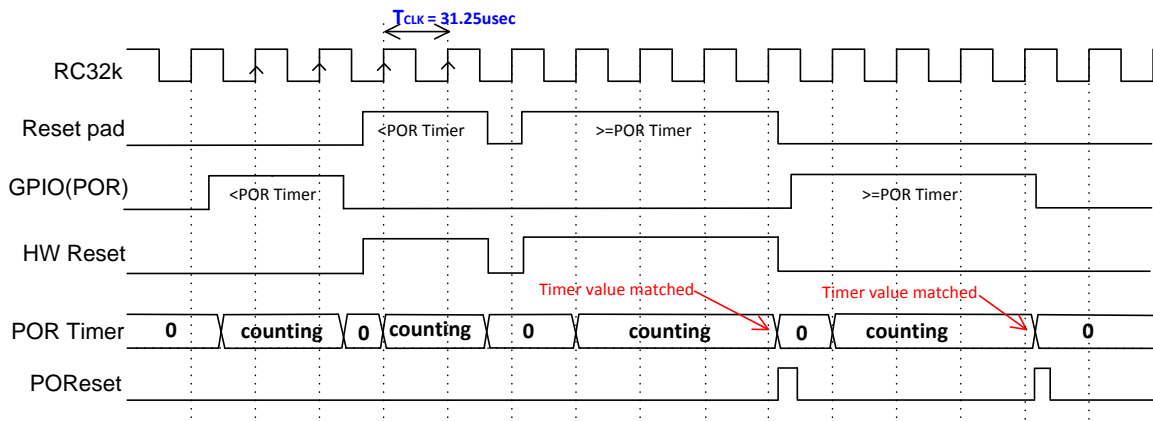 TCLK = 31.25usec
RC32k
Reset pad
<POR Timer
>=POR Timer
GPIO(POR)
<POR Timer
>=POR Timer
HW Reset
Timer value matched
Timer value matched
POR Timer
0
counting
0
counting
0
counting
0
counting
0
POReset